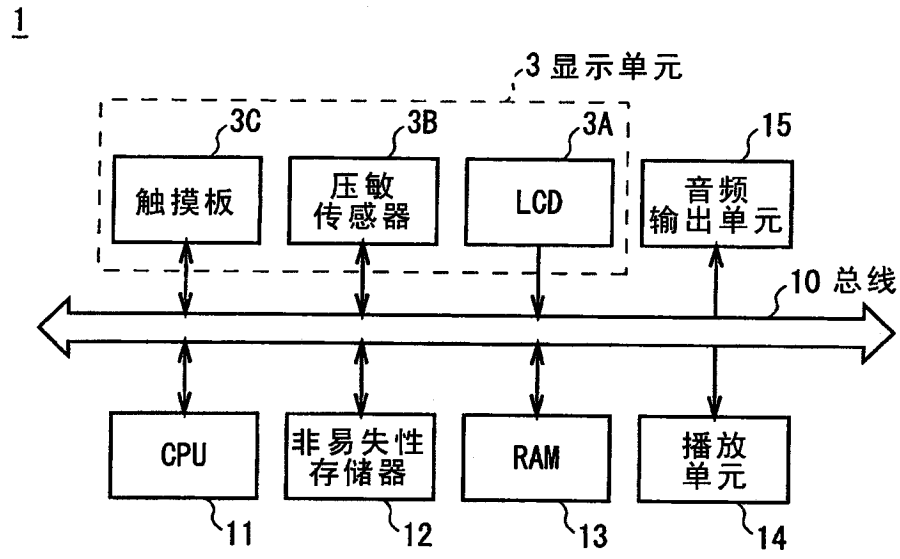 1
3 显示单元
3C
3B
3A
15
触摸板
压敏
传感器
LCD
音频
输出单元
10 总线
CPU
非易失性
存储器
RAM
播放
单元
11
12
13
14